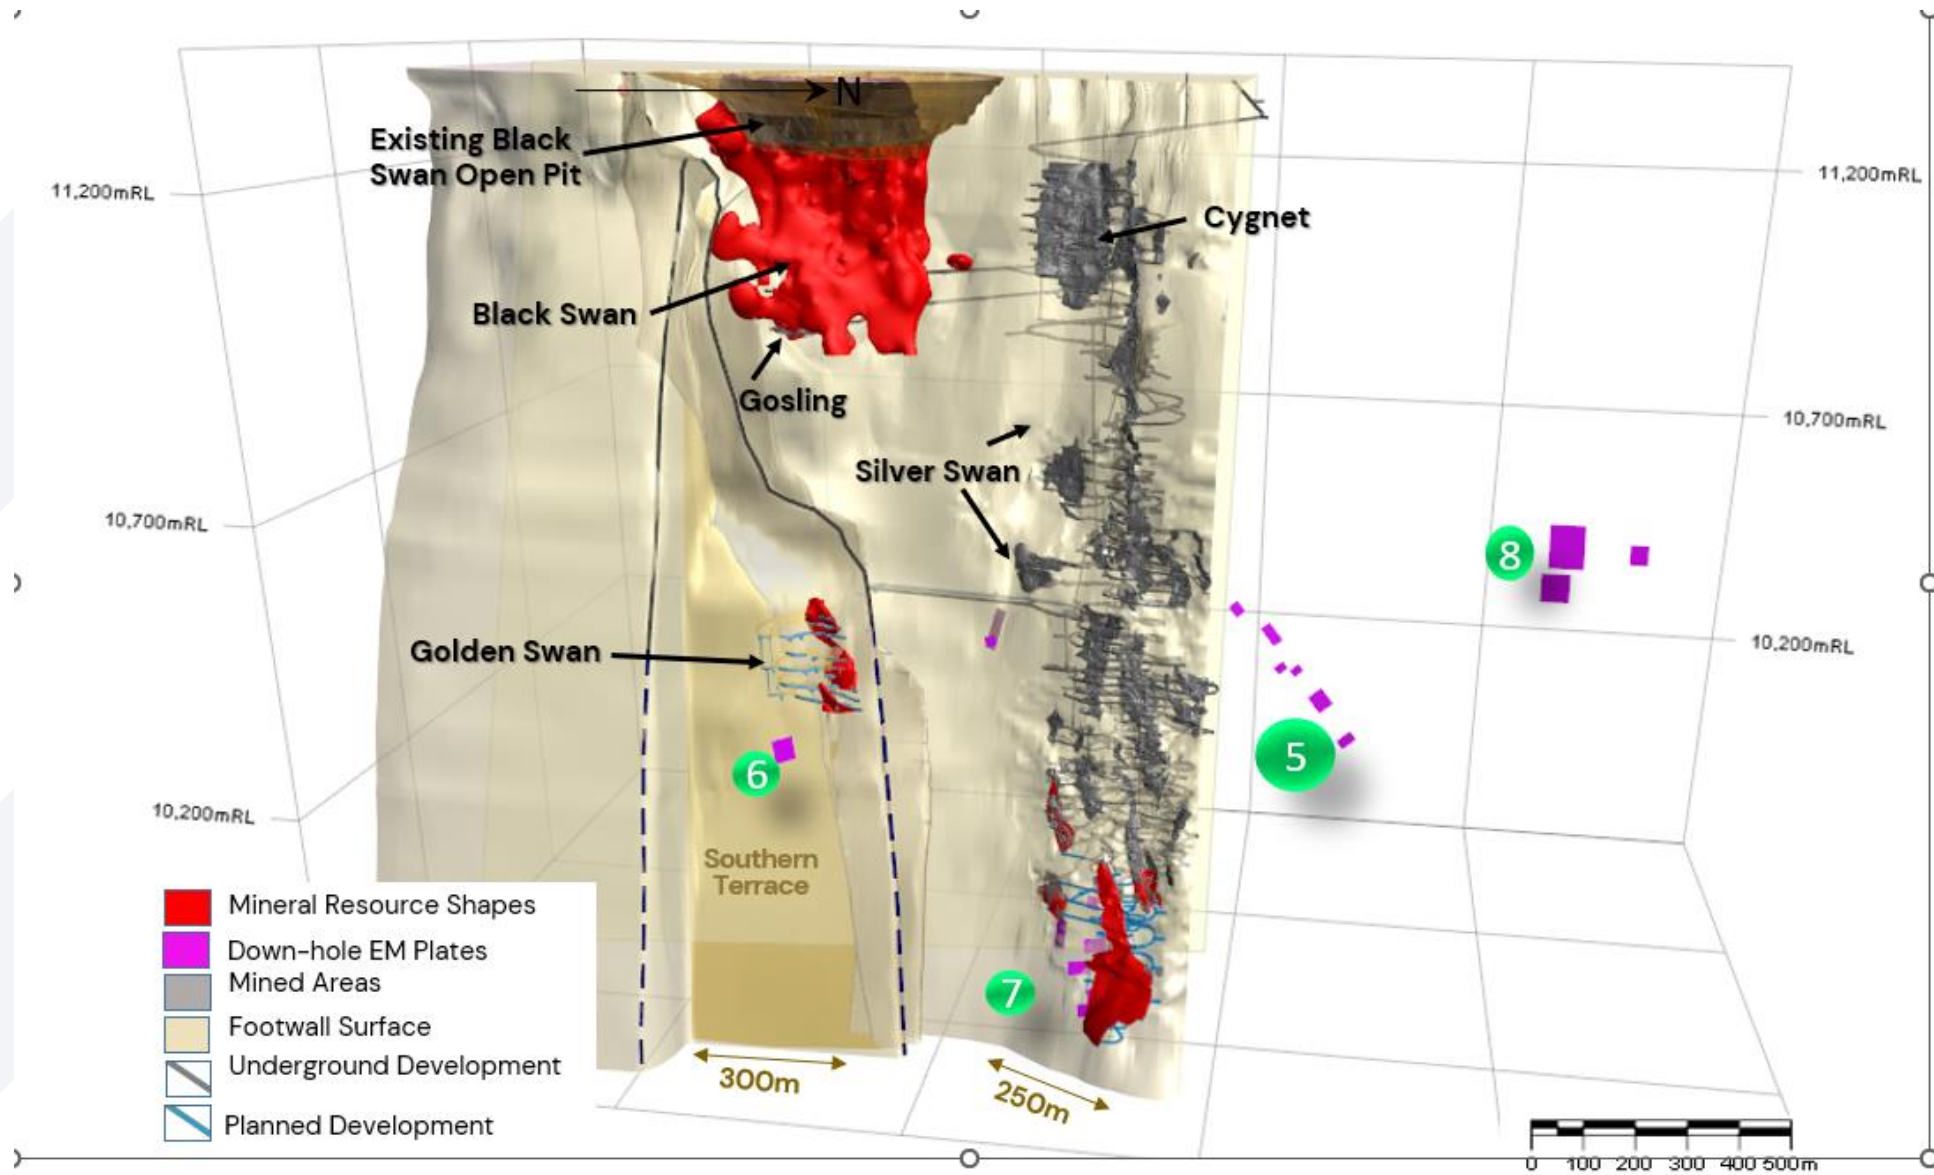 N
Existing Black
Swan Open Pit
11,200mRL
11,200mRL
Cygnet
Black Swan
Gosling
10,700mRL
Silver Swan
10,700mRL
8
Golden Swan
10,200mRL
5
6
10,200mRL
Southern
Terrace
7
Mineral Resource Shapes
Down-hole EM Plates
Mined Areas
Footwall Surface
Underground Development
Planned Development
300m
250m
0 100 200 300 400 500m